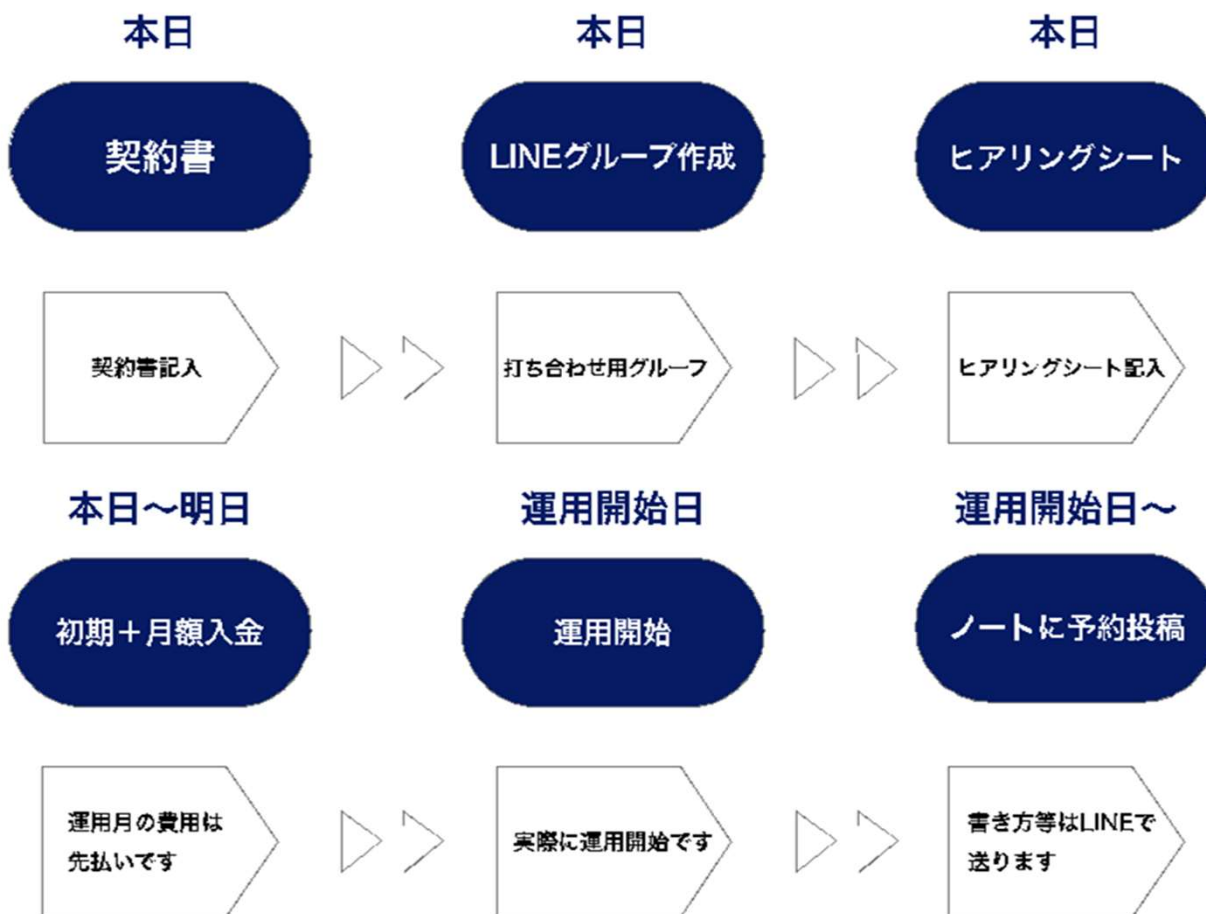 本日
本日
本日
契約書
LINEグループ作成
ヒアリングシート
契約書記入
打ち合わせ用グループ
ヒアリングシート記入
本日〜明日
運用開始日
運用開始日〜
初期＋月額入金
運用開始
ノートに予約投稿
運用月の費用は
先払いです
実際に運用開始です
書き方等はLINEで
送ります